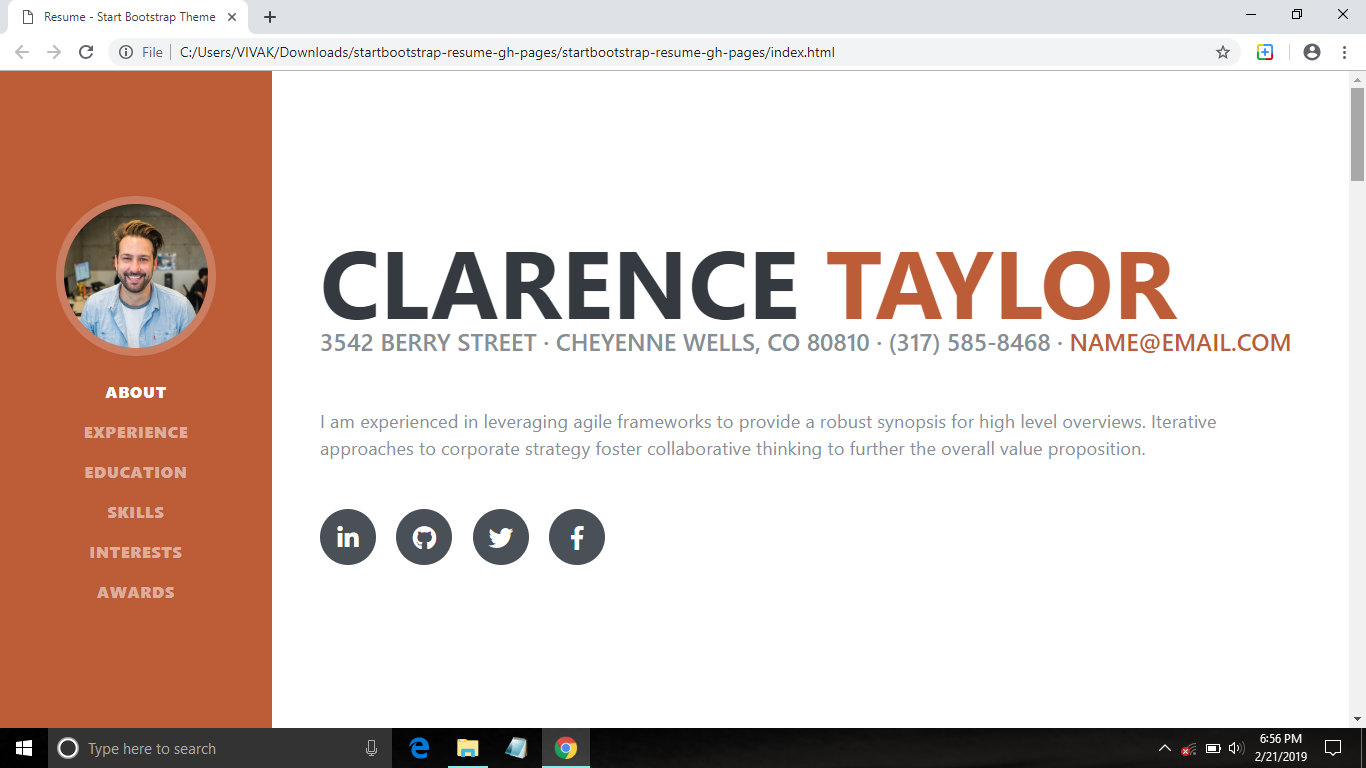 Resume - Start Bootstrap Theme
File
C:/Users/VIVAK/Downloads/startbootstrap-resume-gh-pages/startbootstrap-resume-gh-pages/index.html
ABOUT
EXPERIENCE
EDUCATION
SKILLS
INTERESTS
AWARDS
CLARENCE TAYLOR
3542 BERRY STREET · CHEYENNE WELLS, CO 80810 · (317) 585-8468 · NAME@EMAIL.COM
I am experienced in leveraging agile frameworks to provide a robust synopsis for high level overviews. Iterative
approaches to corporate strategy foster collaborative thinking to further the overall value proposition.
Type here to search
6:56 PM
2/21/2019